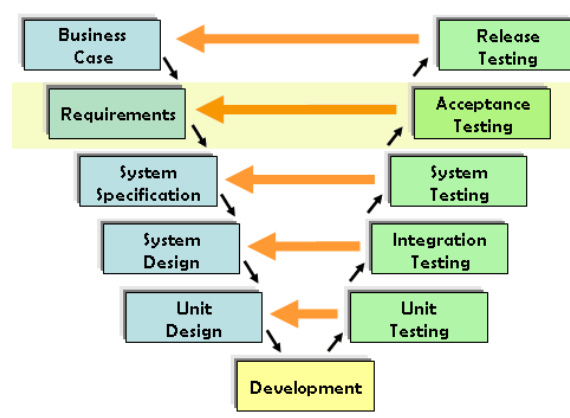 Business
Case
Release
Testing
Requirements
Acceptance
Testing
System
Specification
System
Testing
System
Design
Integration
Testing
Unit
Design
Unit
Testing
Development